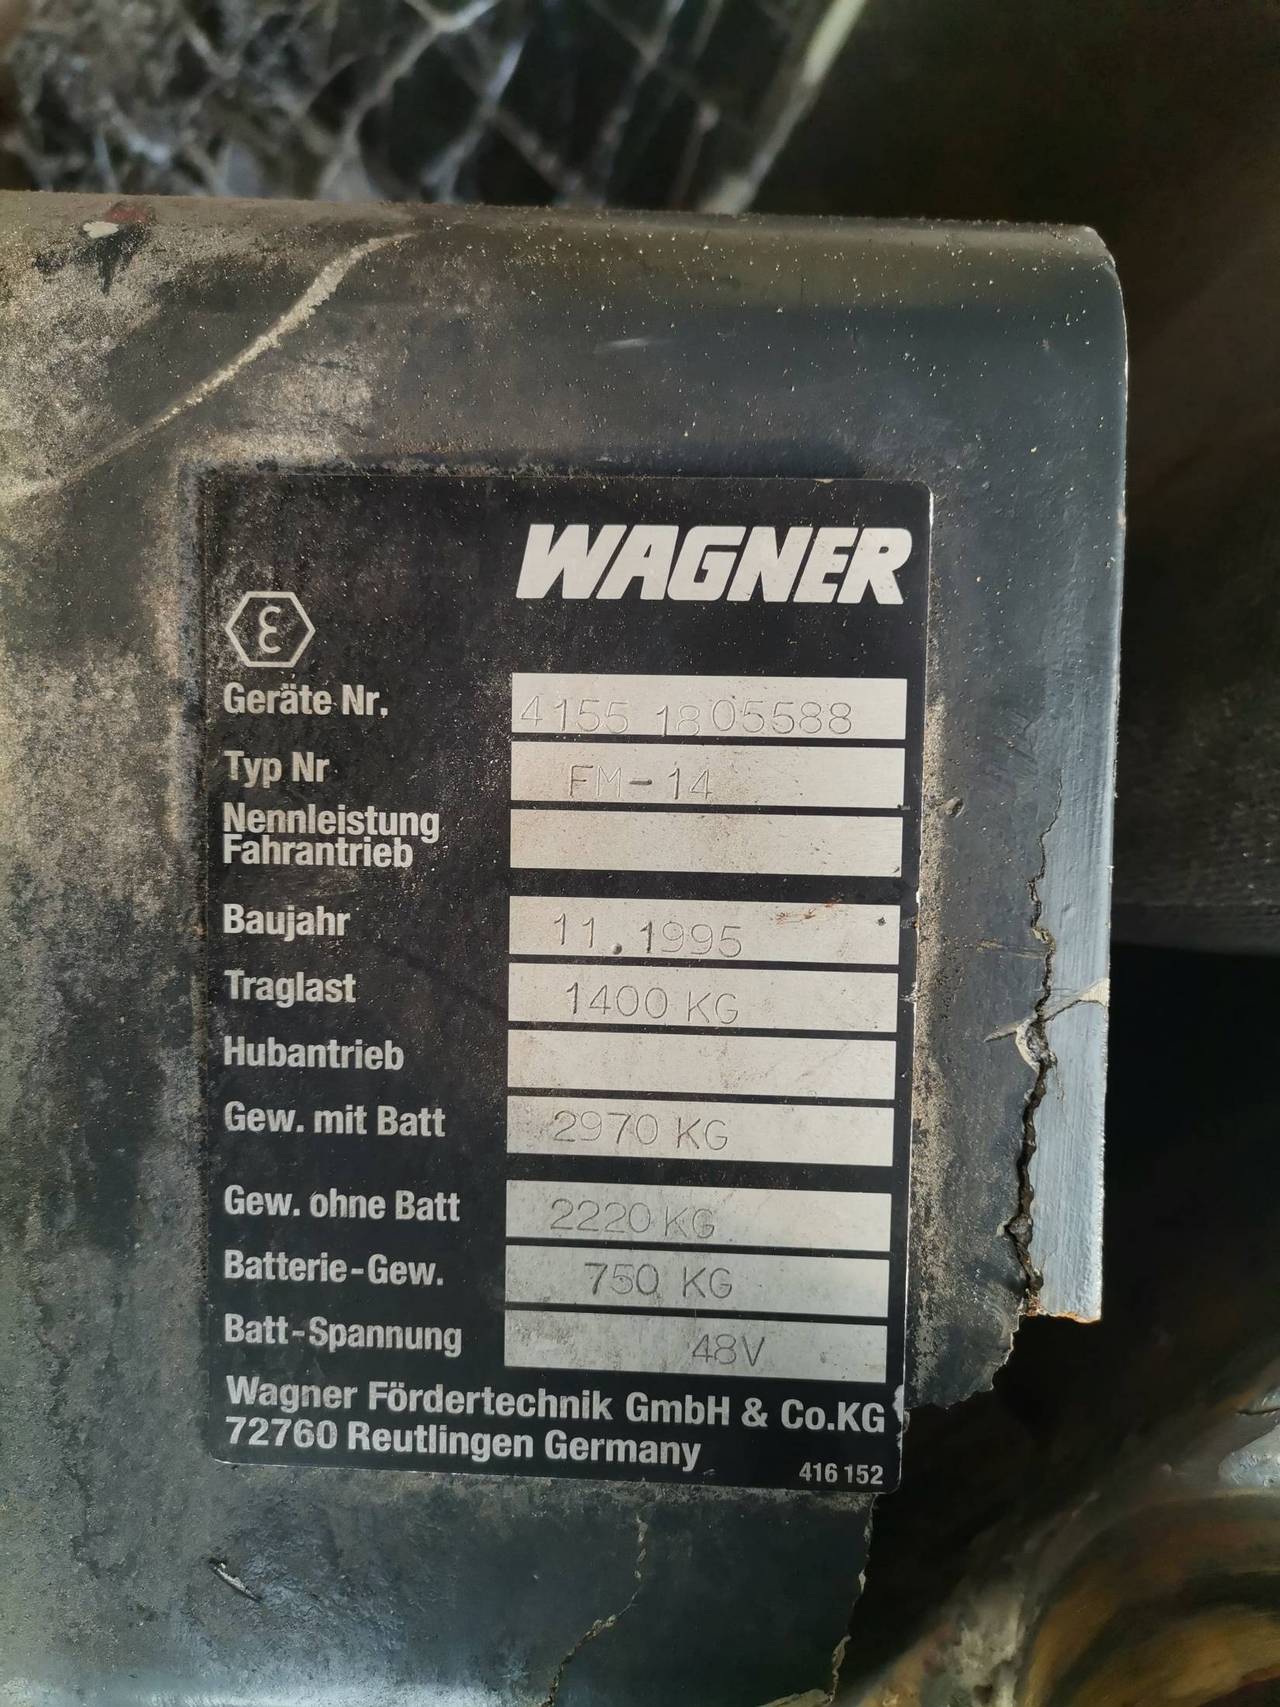 WAGNER
Geräte Nr. 4155 1805588
Typ Nr FM-14
Nennleistung
Fahrantrieb
Baujahr 11.1995
Traglast 1400 KG
Hubantrieb
Gew. mit Batt 2970 KG
Gew. ohne Batt 2220 KG
Batterie-Gew. 750 KG
Batt-Spannung 48V
Wagner Fördertechnik GmbH & Co.KG
72760 Reutlingen Germany
416 152